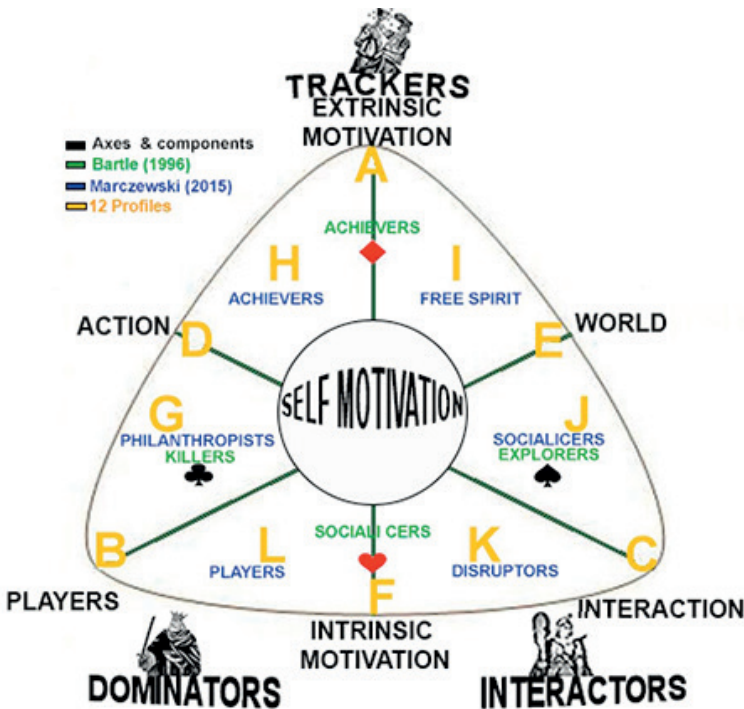 TRACKERS
EXTRINSIC
MOTIVATION
Axes & components
Bartle (1996)
Marczewski (2015)
12 Profiles
A
ACHIEVERS
H
I
ACHIEVERS
FREE SPIRIT
ACTION
D
E
WORLD
SELF MOTIVATION
G
J
PHILANTHROPISTS
KILLERS
SOCIALICERS
EXPLORERS
SOCIALI CERS
B
L
K
C
PLAYERS
DISRUPTORS
F
PLAYERS
INTERACTION
INTRINSIC
MOTIVATION
DOMINATORS
INTERACTORS